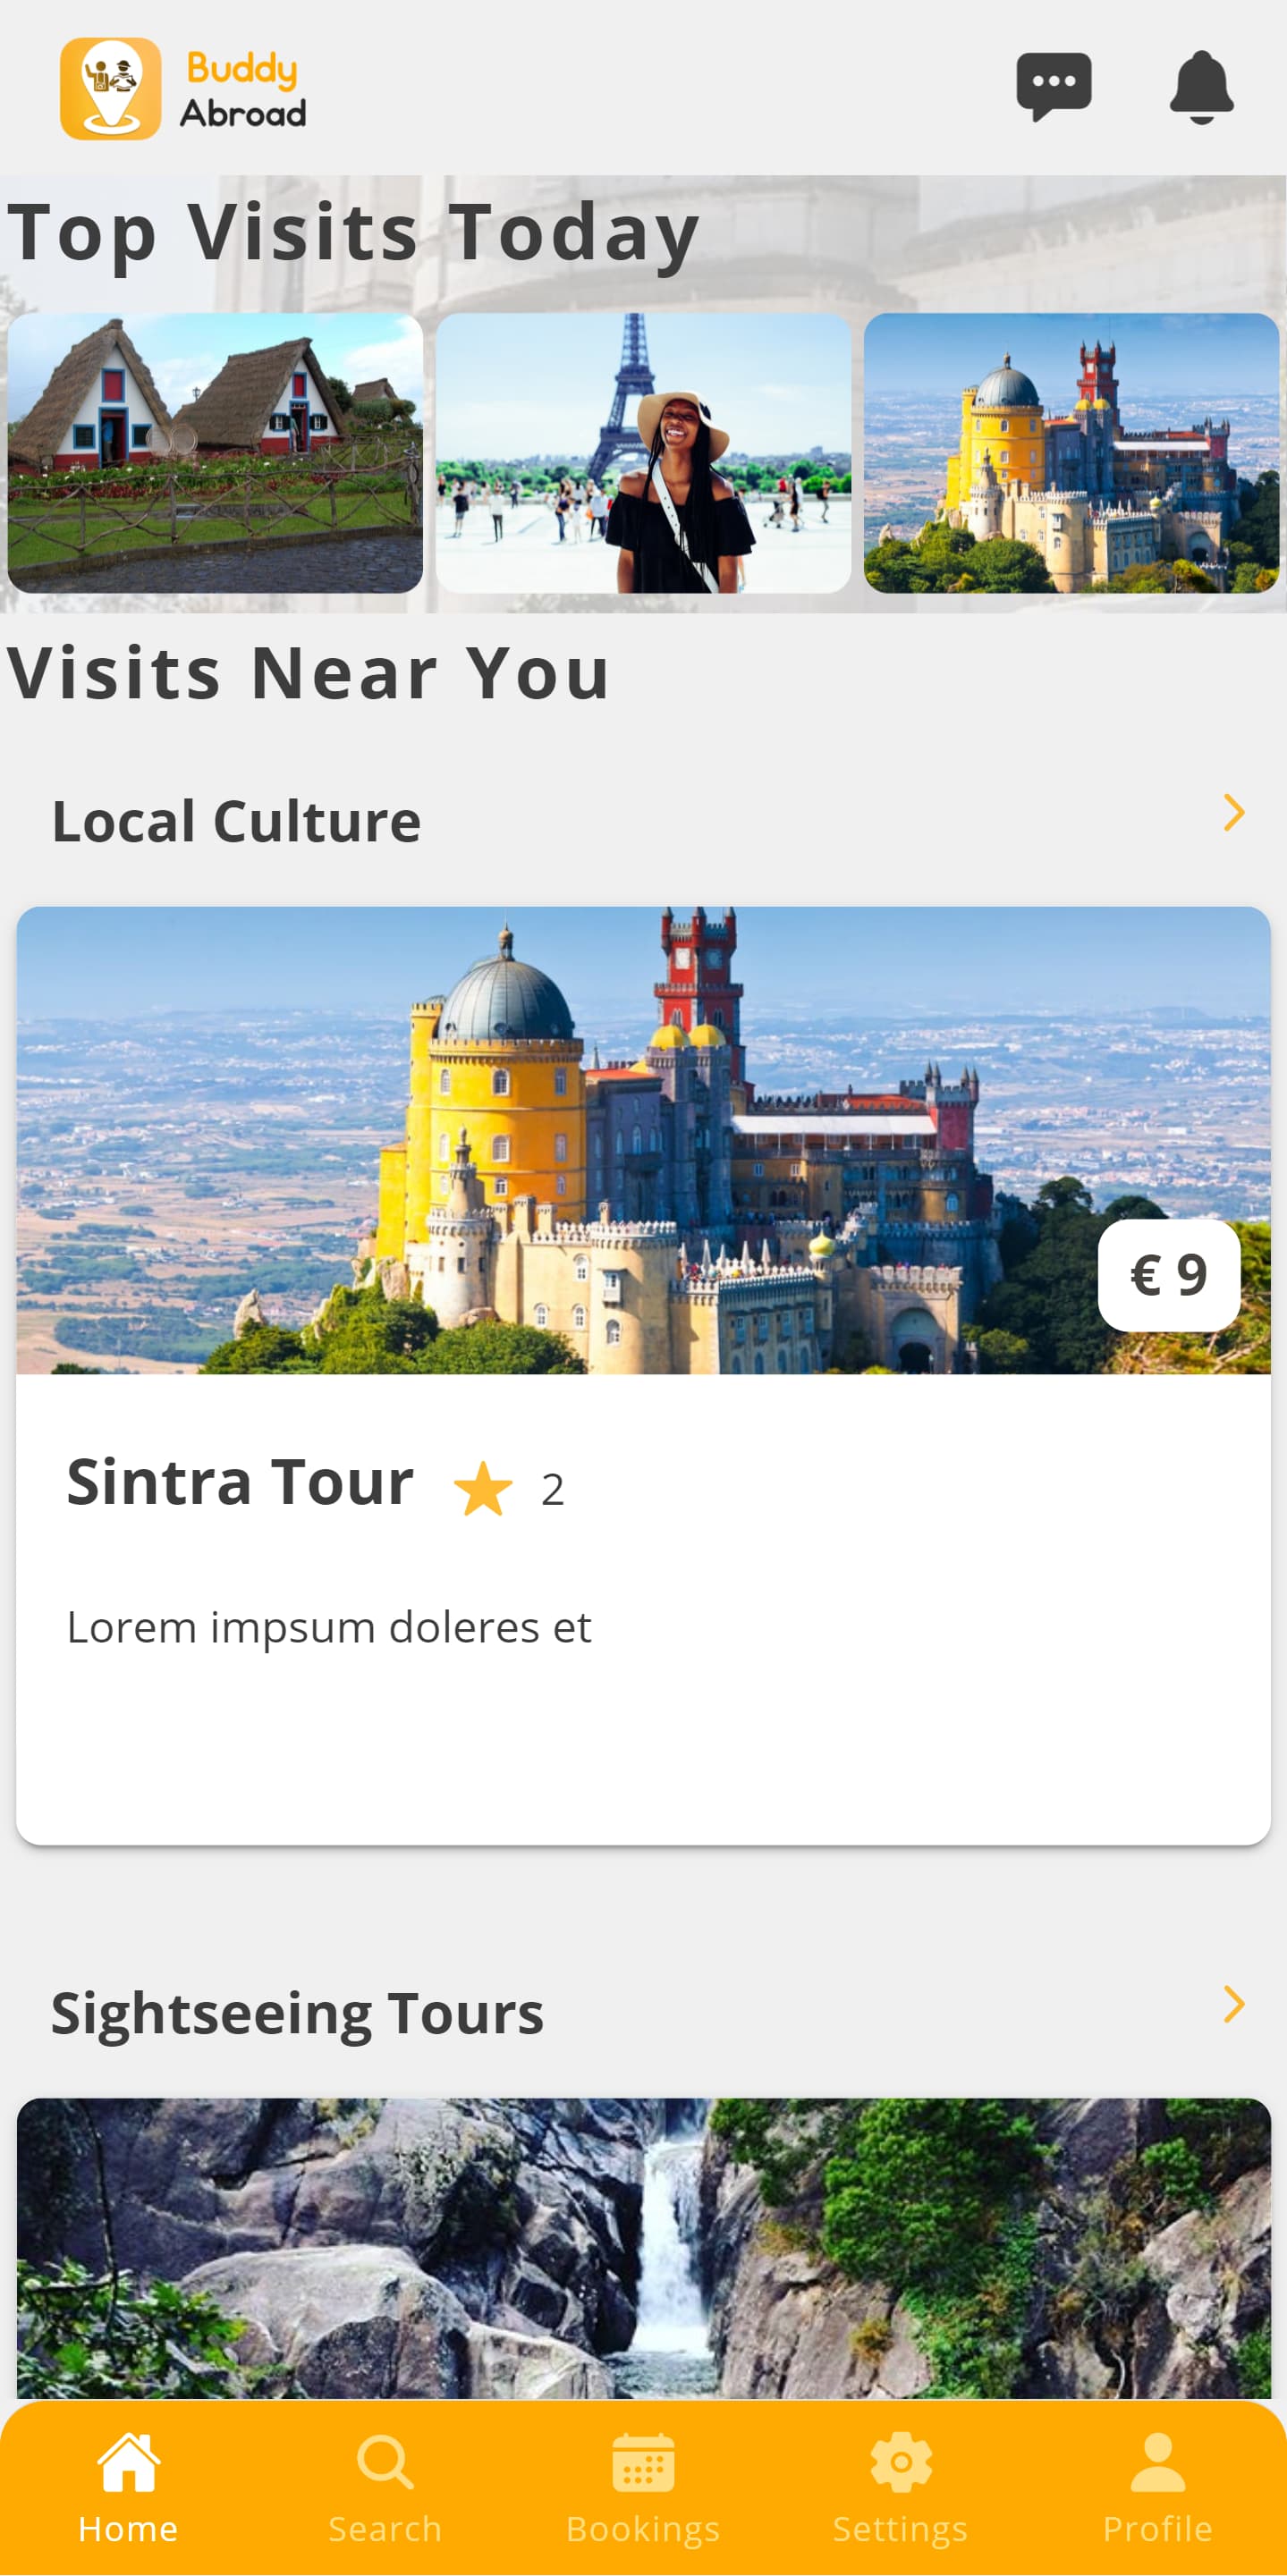 Buddy
Abroad
Top Visits Today
Visits Near You
Local Culture
€ 9
Sintra Tour 2
Lorem impsum doleres et
Sightseeing Tours
Home Search Bookings Settings Profile